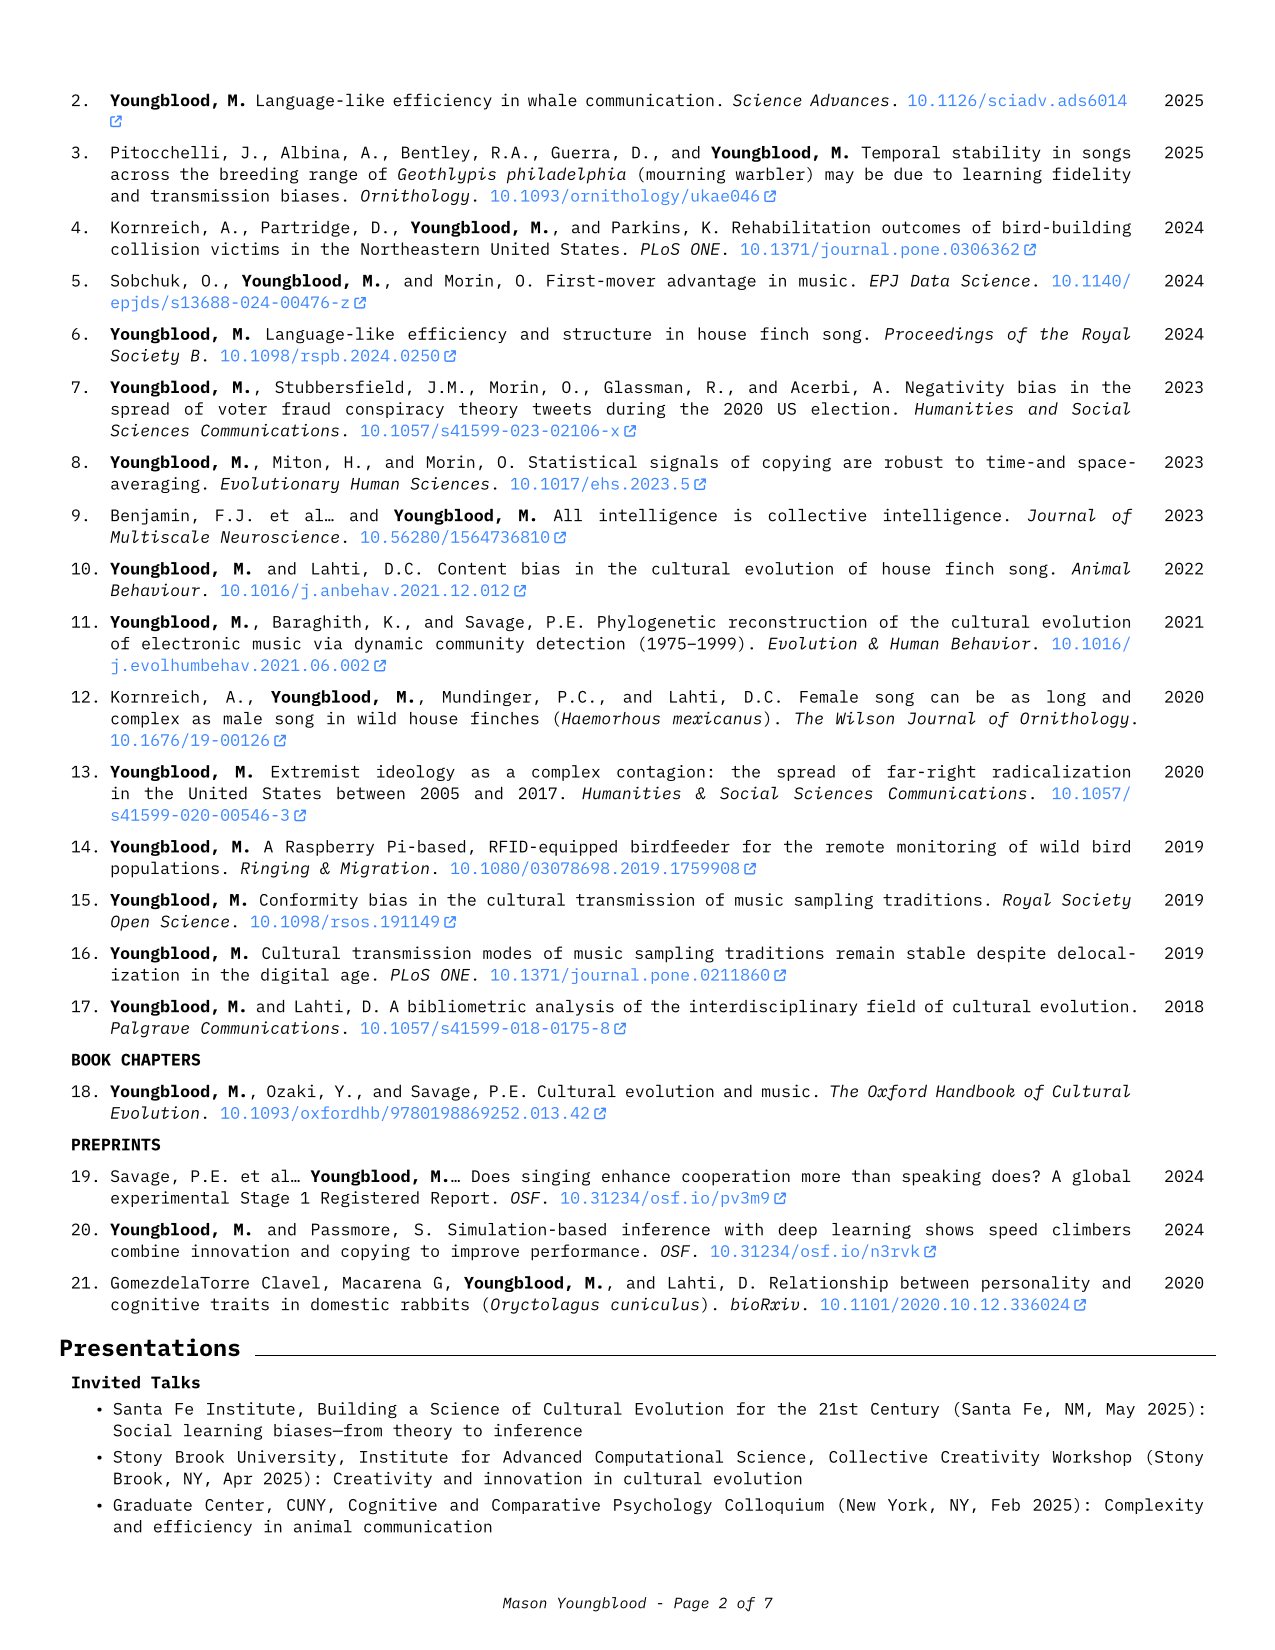 2. Youngblood, M. Language-like efficiency in whale communication. Science Advances. 10.1126/sciadv.ads6014 2025
3. Pitocchelli, J., Albina, A., Bentley, R.A., Guerra, D., and Youngblood, M. Temporal stability in songs 2025
across the breeding range of Geothlypis philadelphia (mourning warbler) may be due to learning fidelity
and transmission biases. Ornithology. 10.1093/ornithology/ukae046
4. Kornreich, A., Partridge, D., Youngblood, M., and Parkins, K. Rehabilitation outcomes of bird-building 2024
collision victims in the Northeastern United States. PLoS ONE. 10.1371/journal.pone.0306362
5. Sobchuk, O., Youngblood, M., and Morin, O. First-mover advantage in music. EPJ Data Science. 10.1140/ 2024
epjds/s13688-024-00476-z
6. Youngblood, M. Language-like efficiency and structure in house finch song. Proceedings of the Royal 2024
Society B. 10.1098/rspb.2024.0250
7. Youngblood, M., Stubbersfield, J.M., Morin, O., Glassman, R., and Acerbi, A. Negativity bias in the 2023
spread of voter fraud conspiracy theory tweets during the 2020 US election. Humanities and Social
Sciences Communications. 10.1057/s41599-023-02106-x
8. Youngblood, M., Miton, H., and Morin, O. Statistical signals of copying are robust to time-and space- 2023
averaging. Evolutionary Human Sciences. 10.1017/ehs.2023.5
9. Benjamin, F.J. et al… and Youngblood, M. All intelligence is collective intelligence. Journal of 2023
Multiscale Neuroscience. 10.56280/1564736810
10. Youngblood, M. and Lahti, D.C. Content bias in the cultural evolution of house finch song. Animal 2022
Behaviour. 10.1016/j.anbehav.2021.12.012
11. Youngblood, M., Baraghith, K., and Savage, P.E. Phylogenetic reconstruction of the cultural evolution 2021
of electronic music via dynamic community detection (1975–1999). Evolution & Human Behavior. 10.1016/
j.evolhumbehav.2021.06.002
12. Kornreich, A., Youngblood, M., Mundinger, P.C., and Lahti, D.C. Female song can be as long and 2020
complex as male song in wild house finches (Haemorhous mexicanus). The Wilson Journal of Ornithology.
10.1676/19-00126
13. Youngblood, M. Extremist ideology as a complex contagion: the spread of far-right radicalization 2020
in the United States between 2005 and 2017. Humanities & Social Sciences Communications. 10.1057/
s41599-020-00546-3
14. Youngblood, M. A Raspberry Pi-based, RFID-equipped birdfeeder for the remote monitoring of wild bird 2019
populations. Ringing & Migration. 10.1080/03078698.2019.1759908
15. Youngblood, M. Conformity bias in the cultural transmission of music sampling traditions. Royal Society 2019
Open Science. 10.1098/rsos.191149
16. Youngblood, M. Cultural transmission modes of music sampling traditions remain stable despite delocal- 2019
ization in the digital age. PLoS ONE. 10.1371/journal.pone.0211860
17. Youngblood, M. and Lahti, D. A bibliometric analysis of the interdisciplinary field of cultural evolution. 2018
Palgrave Communications. 10.1057/s41599-018-0175-8
BOOK CHAPTERS
18. Youngblood, M., Ozaki, Y., and Savage, P.E. Cultural evolution and music. The Oxford Handbook of Cultural
Evolution. 10.1093/oxfordhb/9780198869252.013.42
PREPRINTS
19. Savage, P.E. et al… Youngblood, M.… Does singing enhance cooperation more than speaking does? A global 2024
experimental Stage 1 Registered Report. OSF. 10.31234/osf.io/pv3m9
20. Youngblood, M. and Passmore, S. Simulation-based inference with deep learning shows speed climbers 2024
combine innovation and copying to improve performance. OSF. 10.31234/osf.io/n3rvk
21. GomezdelaTorre Clavel, Macarena G, Youngblood, M., and Lahti, D. Relationship between personality and 2020
cognitive traits in domestic rabbits (Oryctolagus cuniculus). bioRxiv. 10.1101/2020.10.12.336024
Presentations
Invited Talks
• Santa Fe Institute, Building a Science of Cultural Evolution for the 21st Century (Santa Fe, NM, May 2025):
Social learning biases—from theory to inference
• Stony Brook University, Institute for Advanced Computational Science, Collective Creativity Workshop (Stony
Brook, NY, Apr 2025): Creativity and innovation in cultural evolution
• Graduate Center, CUNY, Cognitive and Comparative Psychology Colloquium (New York, NY, Feb 2025): Complexity
and efficiency in animal communication
Mason Youngblood - Page 2 of 7